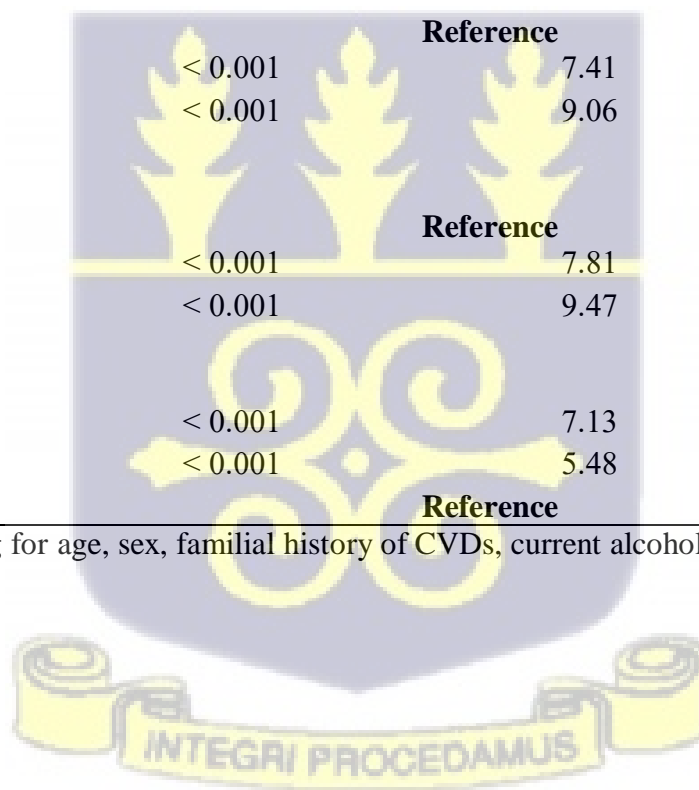 Reference
< 0.001 7.41
< 0.001 9.06
Reference
< 0.001 7.81
< 0.001 9.47
< 0.001 7.13
< 0.001 5.48
Reference
for age, sex, familial history of CVDs, current alcohol
INTEGRI PROCEDAMUS